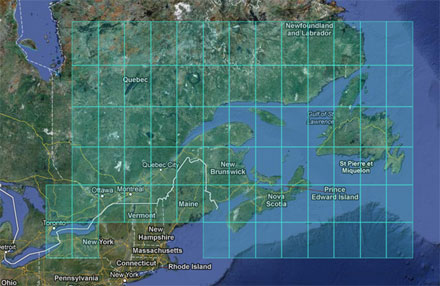 Newfoundland
and Labrador
Quebec
Gulf of St
Lawrence
Quebec City
New
Brunswick
St Pierre et
Miquelon
Ottawa
Montreal
Maine
Nova
Scotia
Prince
Edward Island
Vermont
Toronto
New
Hampshire
New York
Massachusetts
Detroit
Connecticut
Rhode Island
Ohio
Pennsylvania
New York